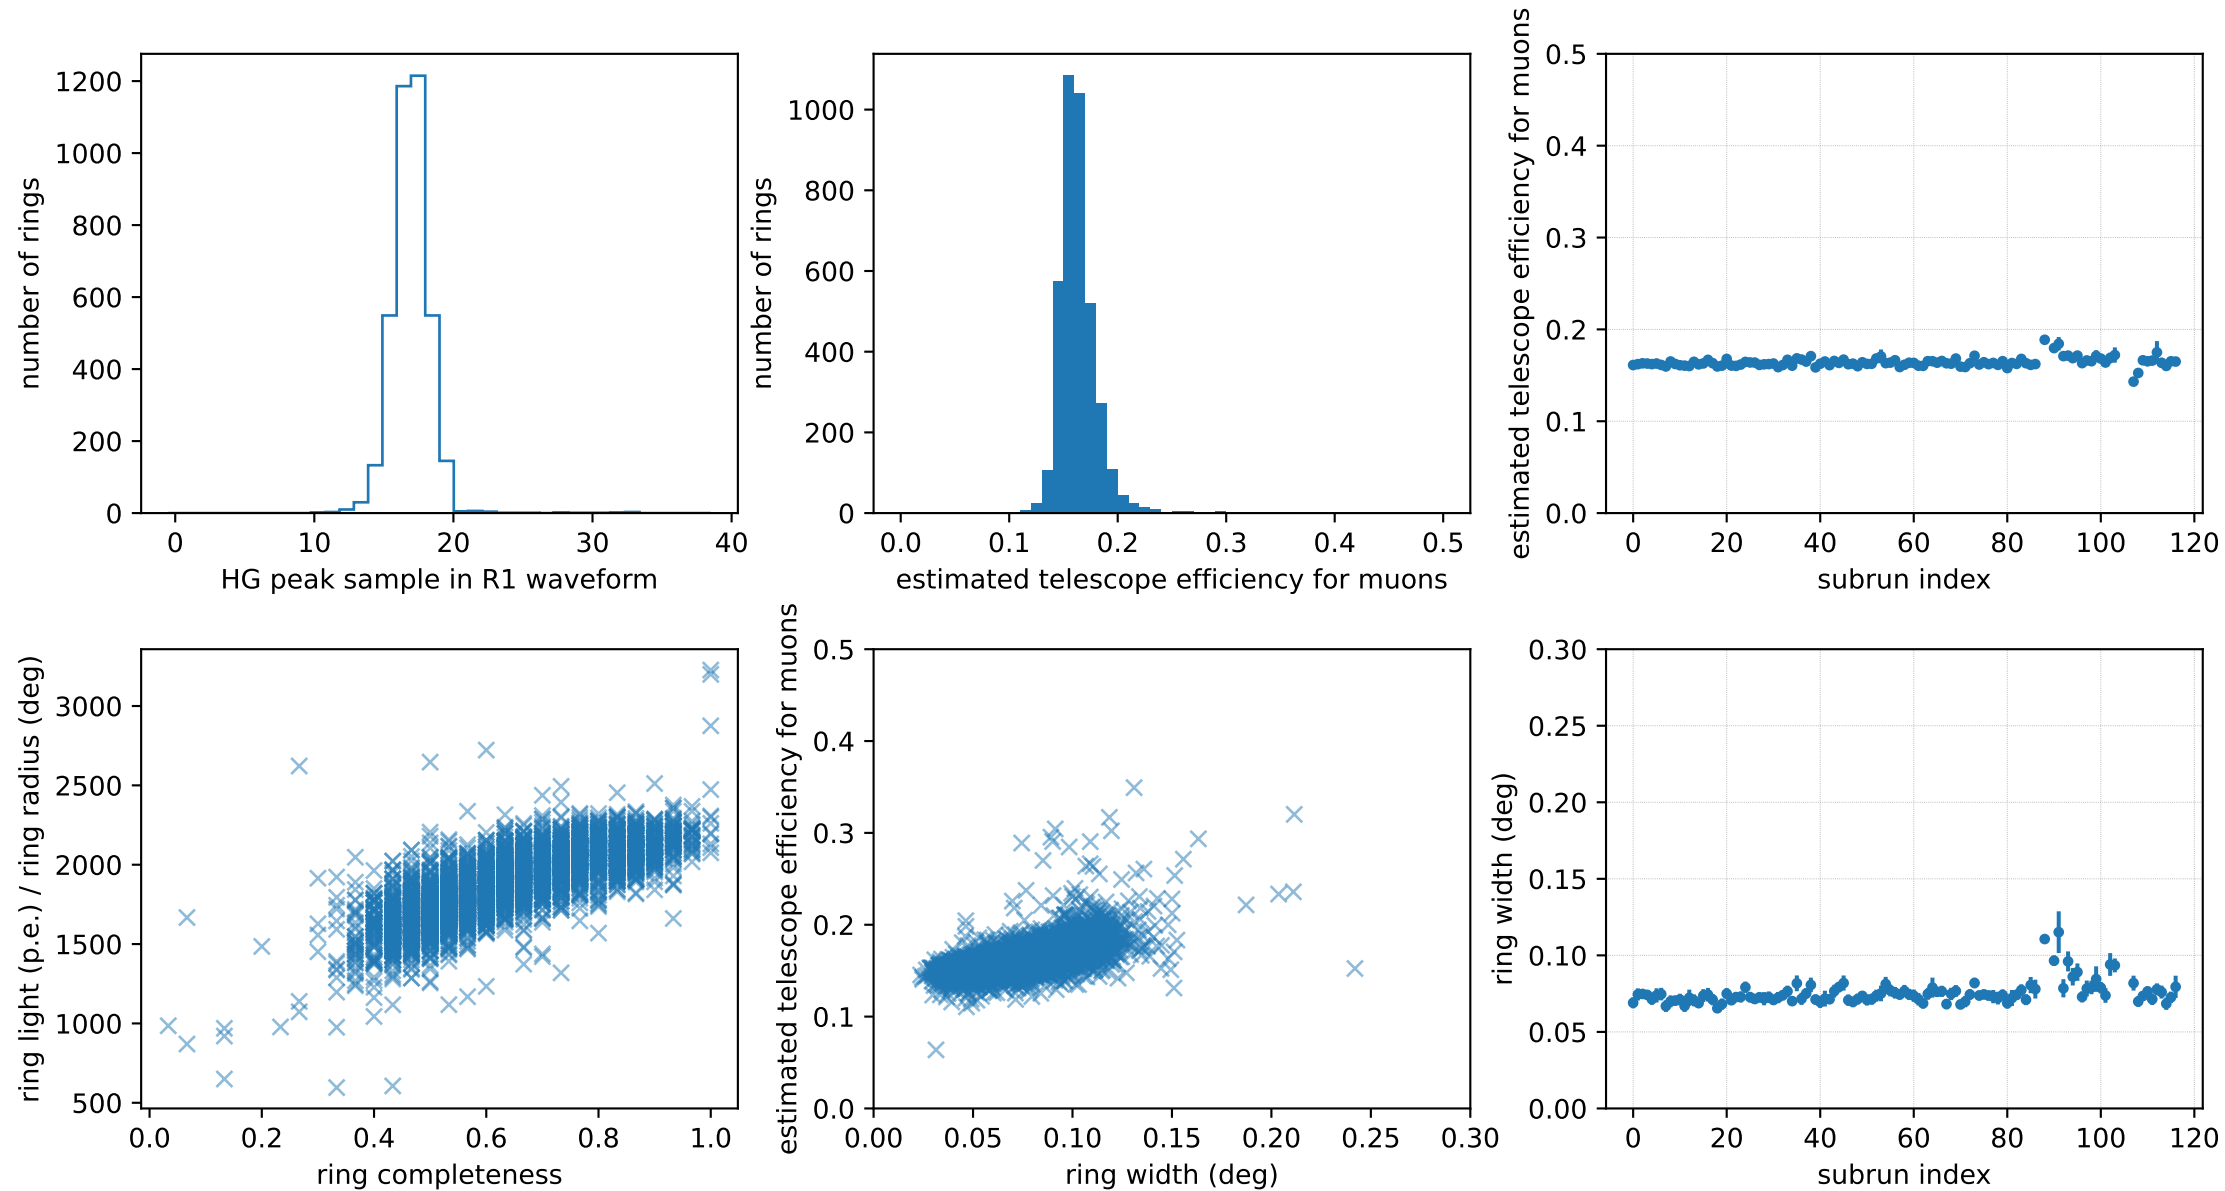 number of rings
1200
1000
800
600
400
200
0
0 10 20 30 40
HG peak sample in R1 waveform
number of rings
1000
800
600
400
200
0
0.0 0.1 0.2 0.3 0.4 0.5
estimated telescope efficiency for muons
estimated telescope efficiency for muons
0.5
0.4
0.3
0.2
0.1
0.0
0 20 40 60 80 100 120
subrun index
ring light (p.e.) / ring radius (deg)
3000
2500
2000
1500
1000
500
0.0 0.2 0.4 0.6 0.8 1.0
ring completeness
estimated telescope efficiency for muons
0.5
0.4
0.3
0.2
0.1
0.0
0.00 0.05 0.10 0.15 0.20 0.25 0.30
ring width (deg)
ring width (deg)
0.30
0.25
0.20
0.15
0.10
0.05
0.00
0 20 40 60 80 100 120
subrun index